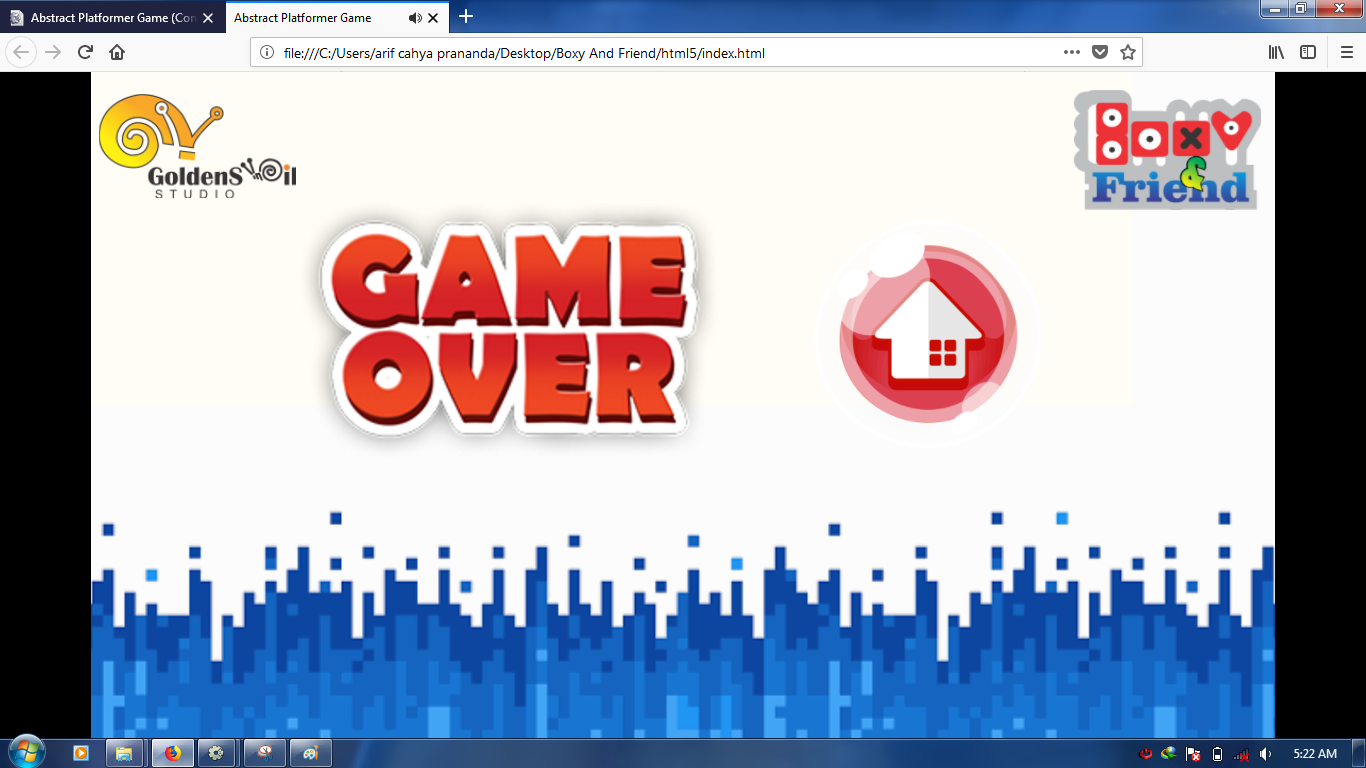 Abstract Platformer Game (Con
Abstract Platformer Game
file:///C:/Users/arif cahya prananda/Desktop/Boxy And Friend/html5/index.html
GoldenSnail
STUDIO
Boxy
&
Friend
GAME
OVER
5:22 AM